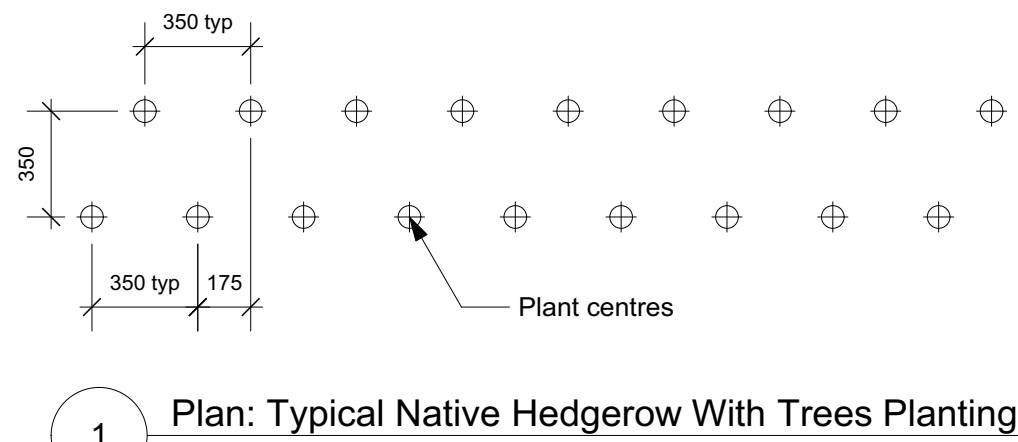 350 typ
350
350 typ
175
Plant centres
1
Plan: Typical Native Hedgerow With Trees Planting